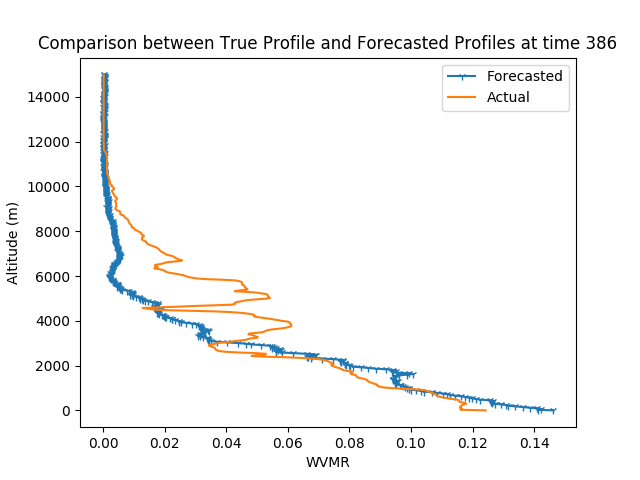 Comparison between True Profile and Forecasted Profiles at time 386
Forecasted
Actual
14000
12000
10000
8000
6000
4000
2000
0
Altitude (m)
0.00 0.02 0.04 0.06 0.08 0.10 0.12 0.14
WVMR